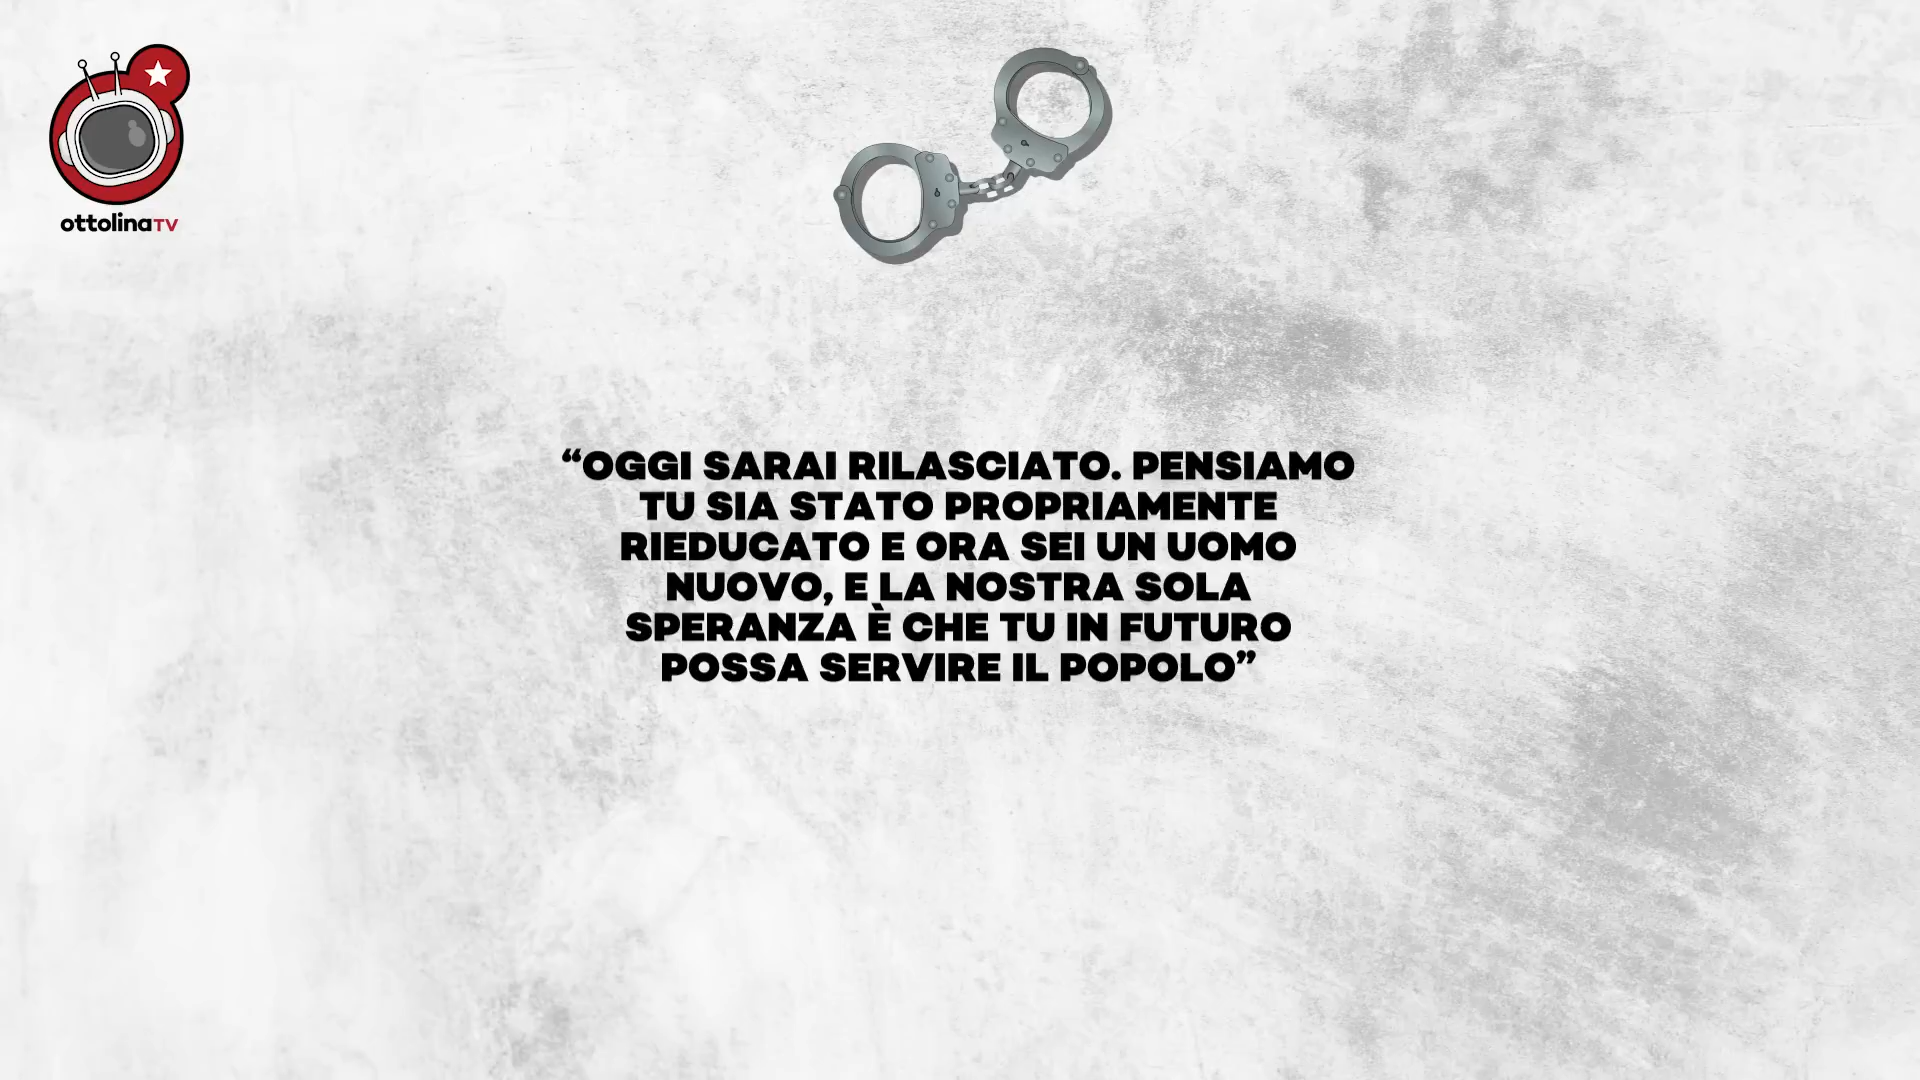 ottolinaTV
“OGGI SARAI RILASCIATO. PENSIAMO
TU SIA STATO PROPRIAMENTE
RIEDUCATO E ORA SEI UN UOMO
NUOVO, E LA NOSTRA SOLA
SPERANZA È CHE TU IN FUTURO
POSSA SERVIRE IL POPOLO”